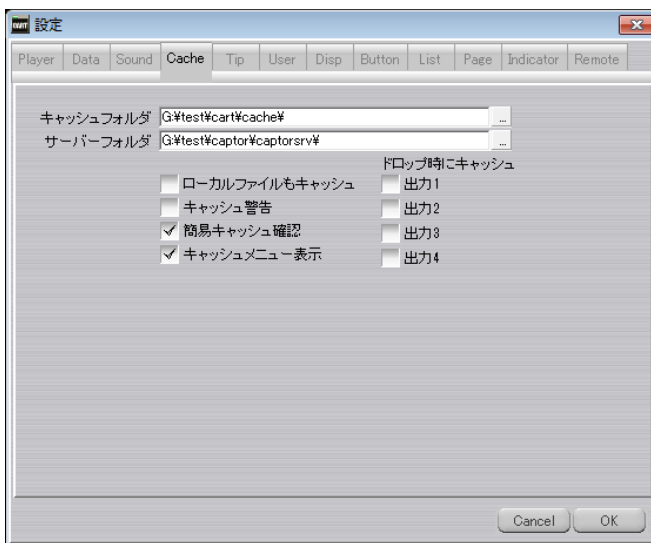 CART 設定
Player Data Sound Cache Tip User Disp Button List Page Indicator Remote
キャッシュフォルダ G:¥test¥cart¥cache¥ ...
サーバーフォルダ G:¥test¥captor¥captorsrv¥ ...
ドロップ時にキャッシュ
ローカルファイルもキャッシュ 出力1
キャッシュ警告 出力2
簡易キャッシュ確認 出力3
キャッシュメニュー表示 出力4
Cancel OK